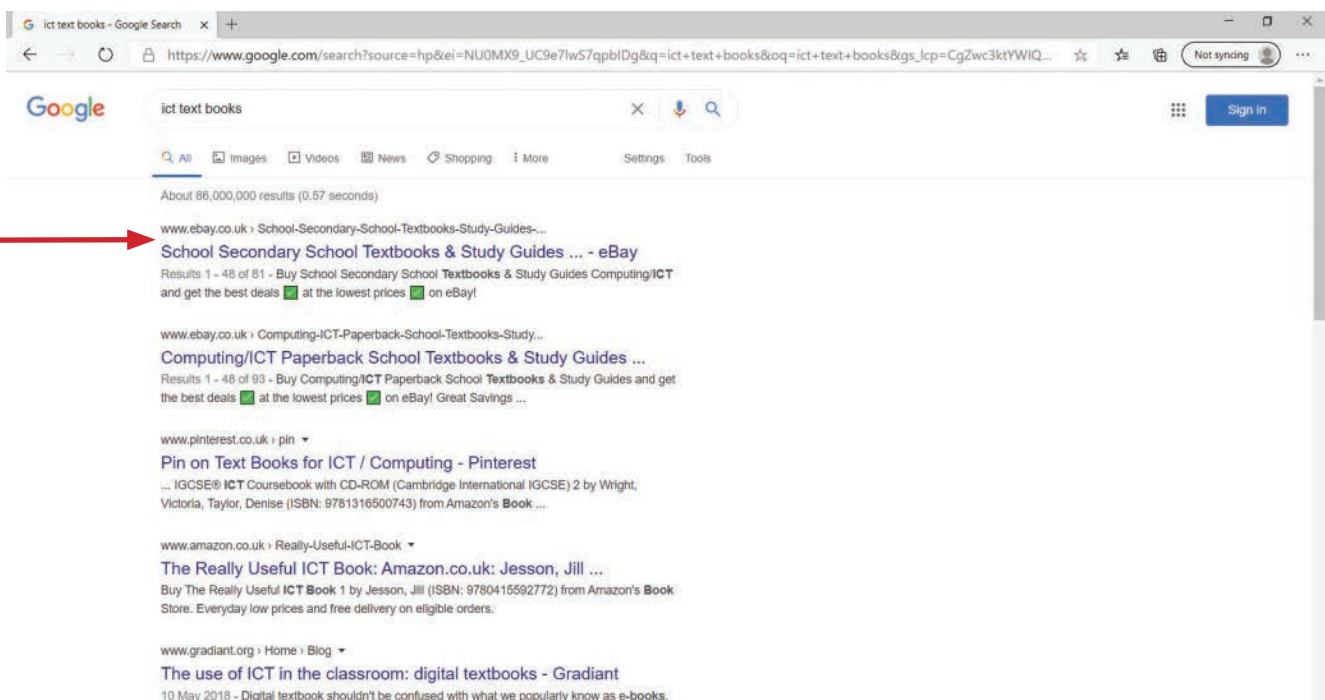 ict text books - Google Search
https://www.google.com/search?source=hp&ei=NU0MX9_UC9e7lwS7qpbIDg&q=ict+text+books&oq=ict+text+books&gs_lcp=CgZwc3ktYWIQ...
Not syncing
Google
ict text books
Sign in
All Images Videos News Shopping More Settings Tools
About 86,000,000 results (0.57 seconds)
www.ebay.co.uk › School-Secondary-School-Textbooks-Study-Guides-...
School Secondary School Textbooks & Study Guides ... - eBay
Results 1 - 48 of 81 - Buy School Secondary School Textbooks & Study Guides Computing/ICT
and get the best deals ✅ at the lowest prices ✅ on eBay!
www.ebay.co.uk › Computing-ICT-Paperback-School-Textbooks-Study...
Computing/ICT Paperback School Textbooks & Study Guides ...
Results 1 - 48 of 93 - Buy Computing/ICT Paperback School Textbooks & Study Guides and get
the best deals ✅ at the lowest prices ✅ on eBay! Great Savings ...
www.pinterest.co.uk › pin
Pin on Text Books for ICT / Computing - Pinterest
... IGCSE® ICT Coursebook with CD-ROM (Cambridge International IGCSE) 2 by Wright,
Victoria, Taylor, Denise (ISBN: 9781316500743) from Amazon's Book ...
www.amazon.co.uk › Really-Useful-ICT-Book
The Really Useful ICT Book: Amazon.co.uk: Jesson, Jill ...
Buy The Really Useful ICT Book 1 by Jesson, Jill (ISBN: 9780415592772) from Amazon's Book
Store. Everyday low prices and free delivery on eligible orders.
www.gradiant.org › Home › Blog
The use of ICT in the classroom: digital textbooks - Gradiant
10 May 2018 - Digital textbook shouldn't be confused with what we popularly know as e-books.